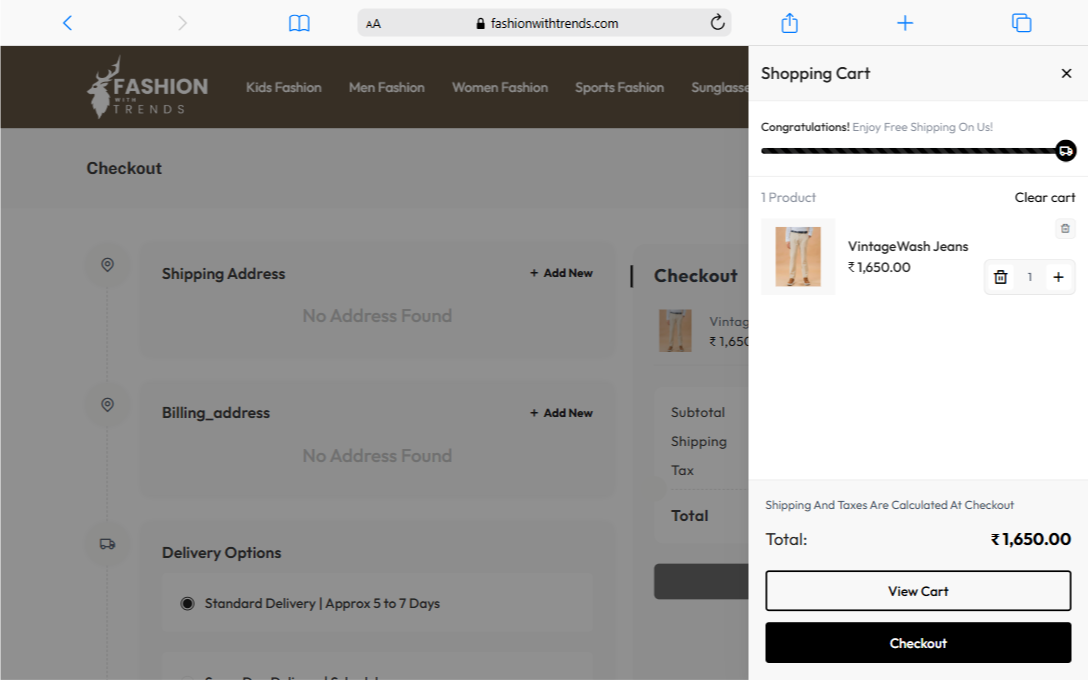 AA
fashionwithtrends.com
FASHION
WITH
TRENDS
Kids Fashion
Men Fashion
Women Fashion
Sports Fashion
Checkout
Shipping Address
+ Add New
No Address Found
Billing_address
+ Add New
No Address Found
Delivery Options
Standard Delivery | Approx 5 to 7 Days
Checkout
₹1,650
Subtotal
Shipping
Tax
Total
Shopping Cart
Congratulations! Enjoy Free Shipping On Us!
1 Product
Clear cart
VintageWash Jeans
₹1,650.00
1
Shipping And Taxes Are Calculated At Checkout
Total:
₹1,650.00
View Cart
Checkout